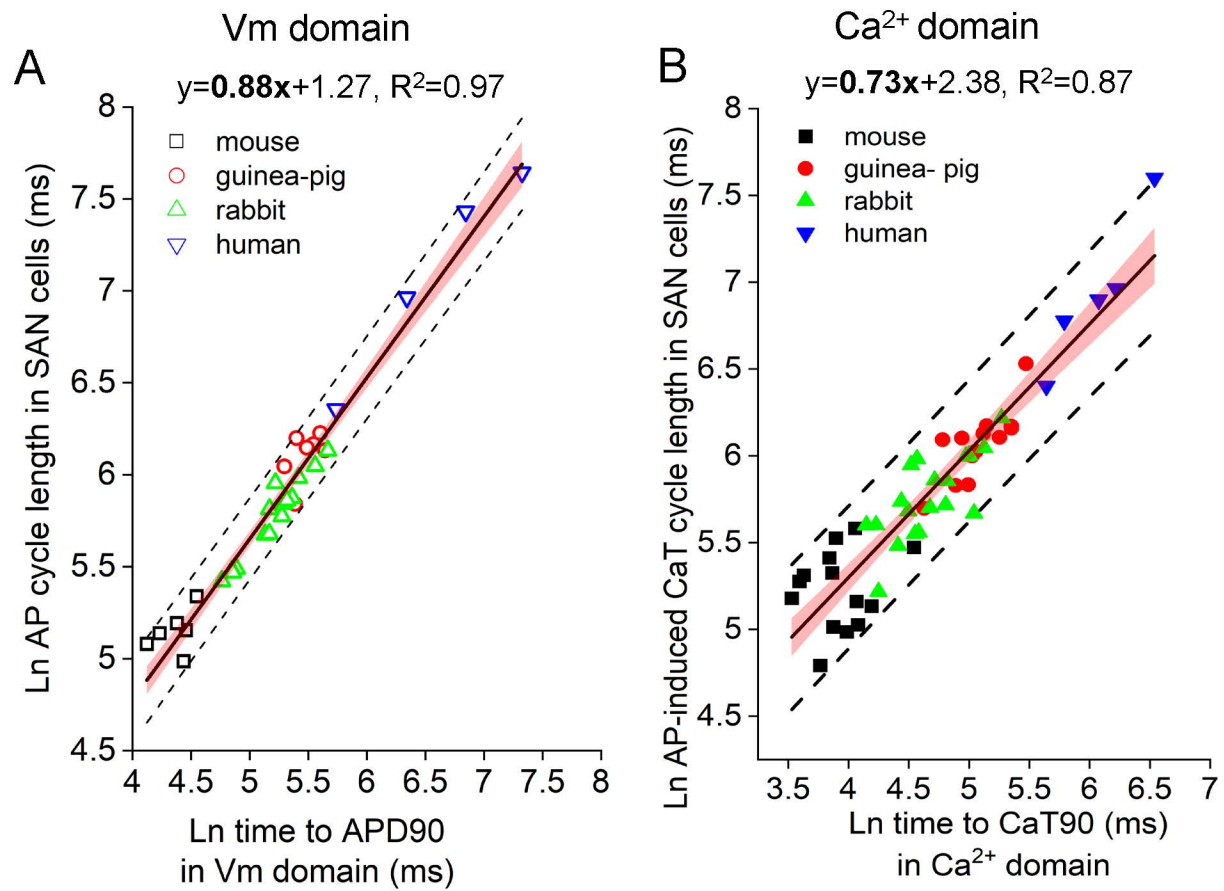 Vm domain
A
y=0.88x+1.27, R²=0.97
8
7.5
7
6.5
6
5.5
5
4.5
mouse
guinea-pig
rabbit
human
Ln AP cycle length in SAN cells (ms)
4 4.5 5 5.5 6 6.5 7 7.5 8
Ln time to APD90
in Vm domain (ms)
Ca²⁺ domain
B
y=0.73x+2.38, R²=0.87
8
7.5
7
6.5
6
5.5
5
4.5
mouse
guinea- pig
rabbit
human
Ln AP-induced CaT cycle length in SAN cells (ms)
3.5 4 4.5 5 5.5 6 6.5 7
Ln time to CaT90 (ms)
in Ca²⁺ domain